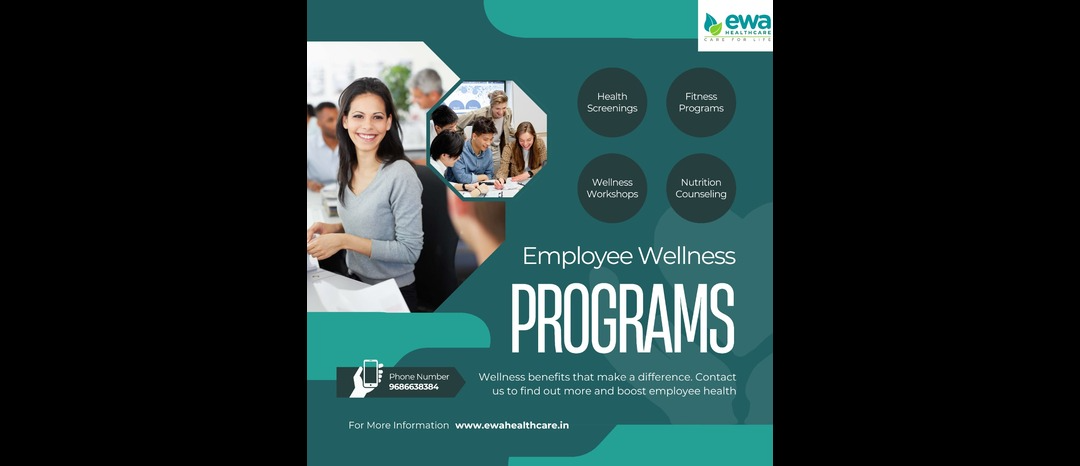 ewa
HEALTHCARE
CARE FOR LIFE
Health
Screenings
Fitness
Programs
Wellness
Workshops
Nutrition
Counseling
Employee Wellness
PROGRAMS
Wellness benefits that make a difference. Contact
us to find out more and boost employee health
Phone Number
9686638384
For More Information www.ewahealthcare.in